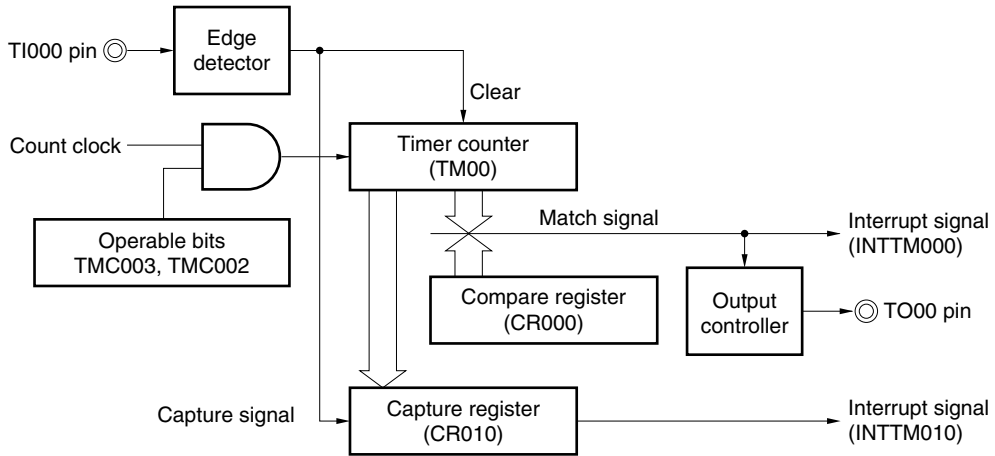 TI000 pin
Edge
detector
Clear
Count clock
Timer counter
(TM00)
Operable bits
TMC003, TMC002
Match signal
Interrupt signal
(INTTM000)
Compare register
(CR000)
Output
controller
TO00 pin
Capture signal
Capture register
(CR010)
Interrupt signal
(INTTM010)